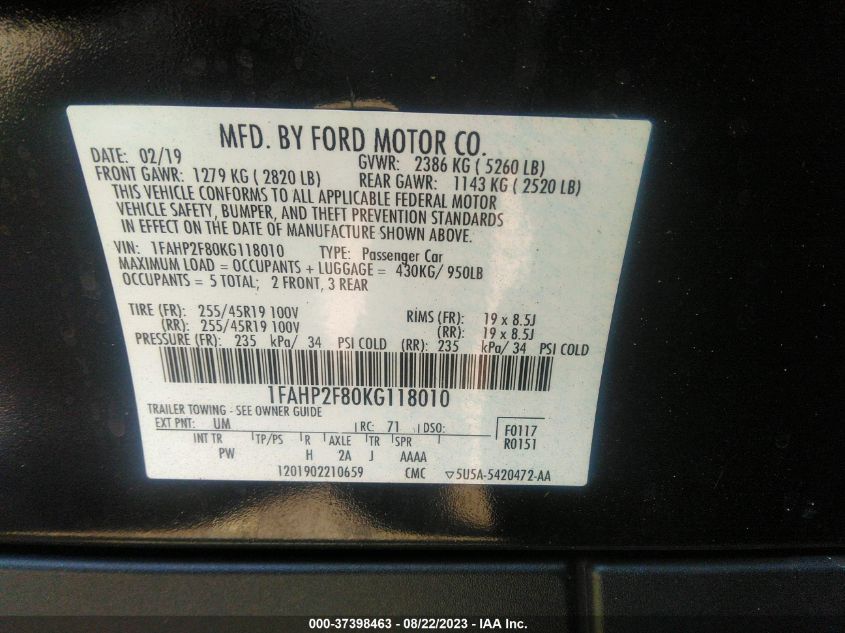 MFD. BY FORD MOTOR CO.
DATE: 02/19 GVWR: 2386 KG ( 5260 LB)
FRONT GAWR: 1279 KG ( 2820 LB) REAR GAWR: 1143 KG ( 2520 LB)
THIS VEHICLE CONFORMS TO ALL APPLICABLE FEDERAL MOTOR
VEHICLE SAFETY, BUMPER, AND THEFT PREVENTION STANDARDS
IN EFFECT ON THE DATE OF MANUFACTURE SHOWN ABOVE.
VIN: 1FAHP2F80KG118010 TYPE: Passenger Car
MAXIMUM LOAD = OCCUPANTS + LUGGAGE = 430KG/ 950LB
OCCUPANTS = 5 TOTAL; 2 FRONT, 3 REAR
TIRE (FR): 255/45R19 100V RIMS (FR): 19 x 8.5J
(RR): 255/45R19 100V (RR): 19 x 8.5J
PRESSURE (FR): 235 kPa/ 34 PSI COLD (RR): 235 kPa/ 34 PSI COLD
1FAHP2F80KG118010
TRAILER TOWING - SEE OWNER GUIDE
EXT PNT: UM RC: 71 DSO: F0117
INT TR TP/PS R AXLE TR SPR R0151
PW H 2A J AAAA
1201902210659 CMC ▽5U5A-5420472-AA
000-37398463 - 08/22/2023 - IAA Inc.